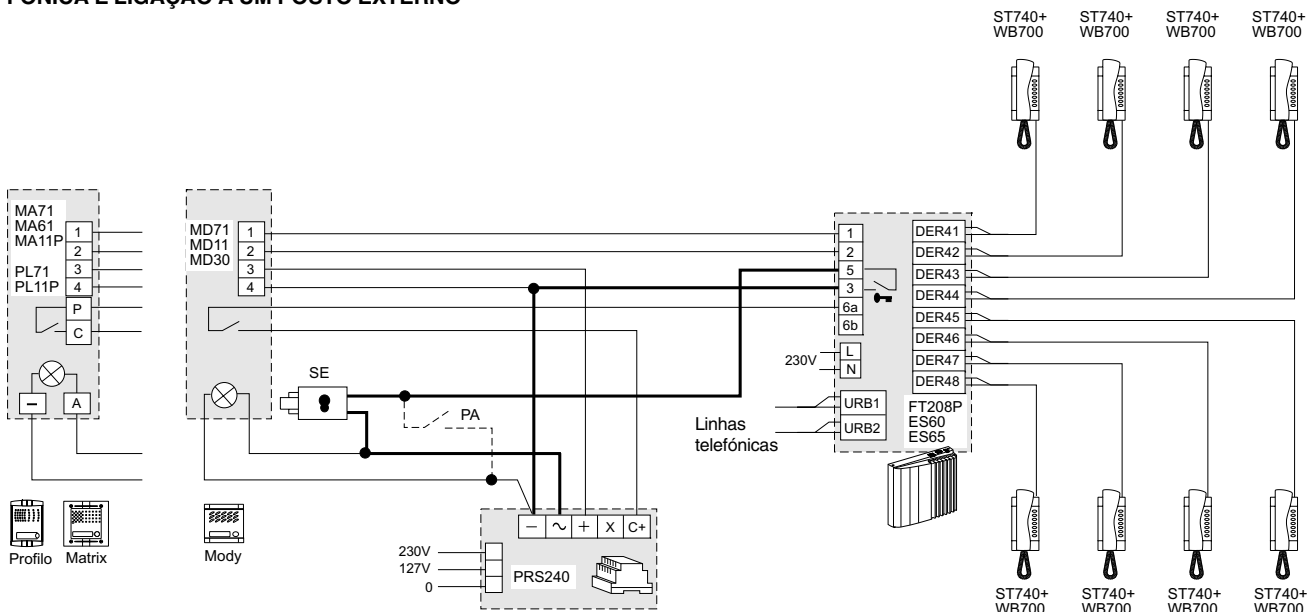 FÓNICA E LIGAÇÃO A UM POSTO EXTERNO
ST740+
WB700
ST740+
WB700
ST740+
WB700
ST740+
WB700
MA71
MA61
MA11P
PL71
PL11P
1
2
3
4
P
C
–
A
Profilo
Matrix
MD71
MD11
MD30
1
2
3
4
Mody
SE
PA
– ~ + X C+
230V
127V
0
PRS240
1
2
5
3
6a
6b
230V
L
N
Linhas
telefónicas
URB1
URB2
DER41
DER42
DER43
DER44
DER45
DER46
DER47
DER48
FT208P
ES60
ES65
ST740+
WB700
ST740+
WB700
ST740+
WB700
ST740+
WB700